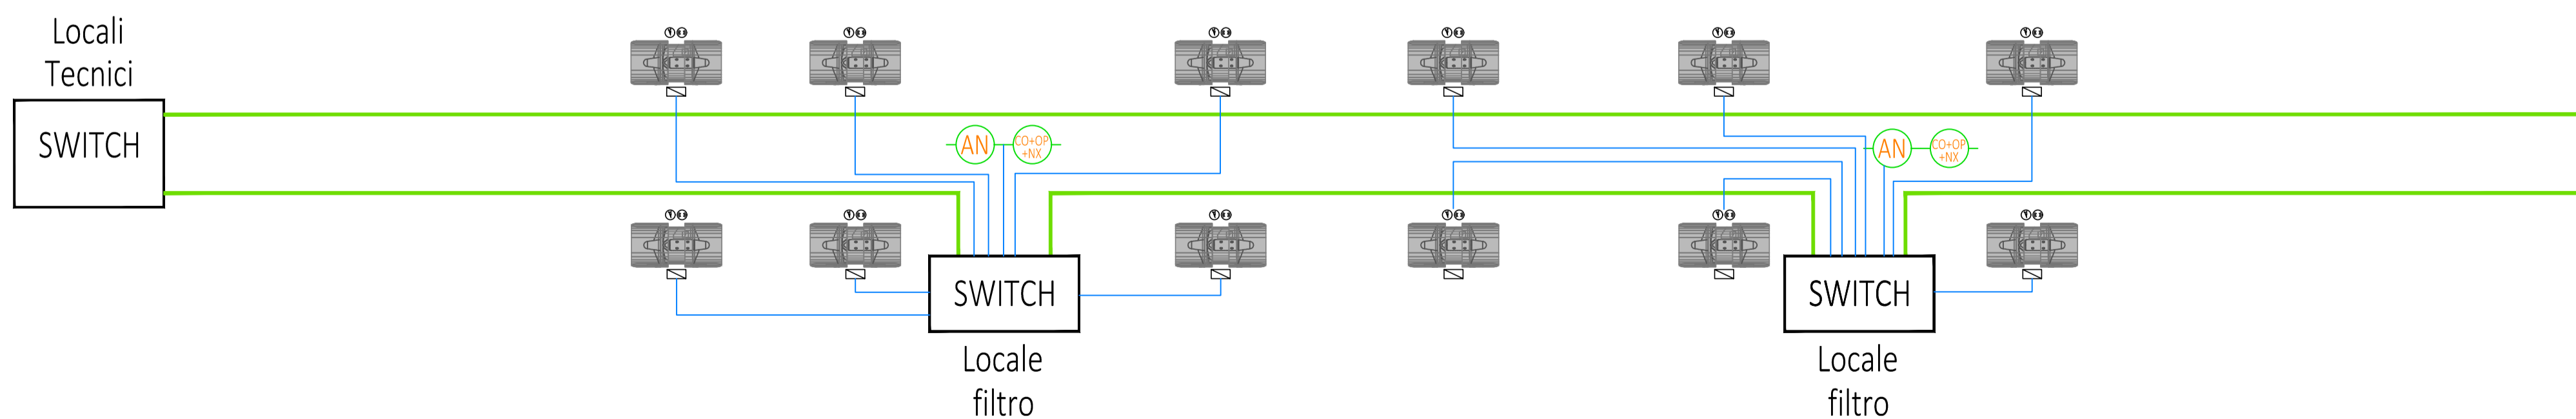 Locali
Tecnici
SWITCH
AN
CO+OP
+NX
AN
CO+OP
+NX
SWITCH
SWITCH
Locale
filtro
Locale
filtro